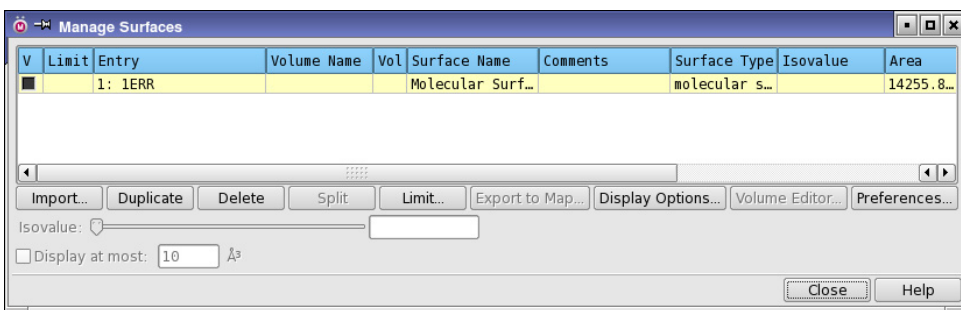 Manage Surfaces
V Limit Entry Volume Name Vol Surface Name Comments Surface Type Isovalue Area
1: 1ERR Molecular Surf… molecular s… 14255.8…
Import... Duplicate Delete Split Limit... Export to Map... Display Options... Volume Editor... Preferences...
Isovalue:
Display at most: 10 Å³
Close Help